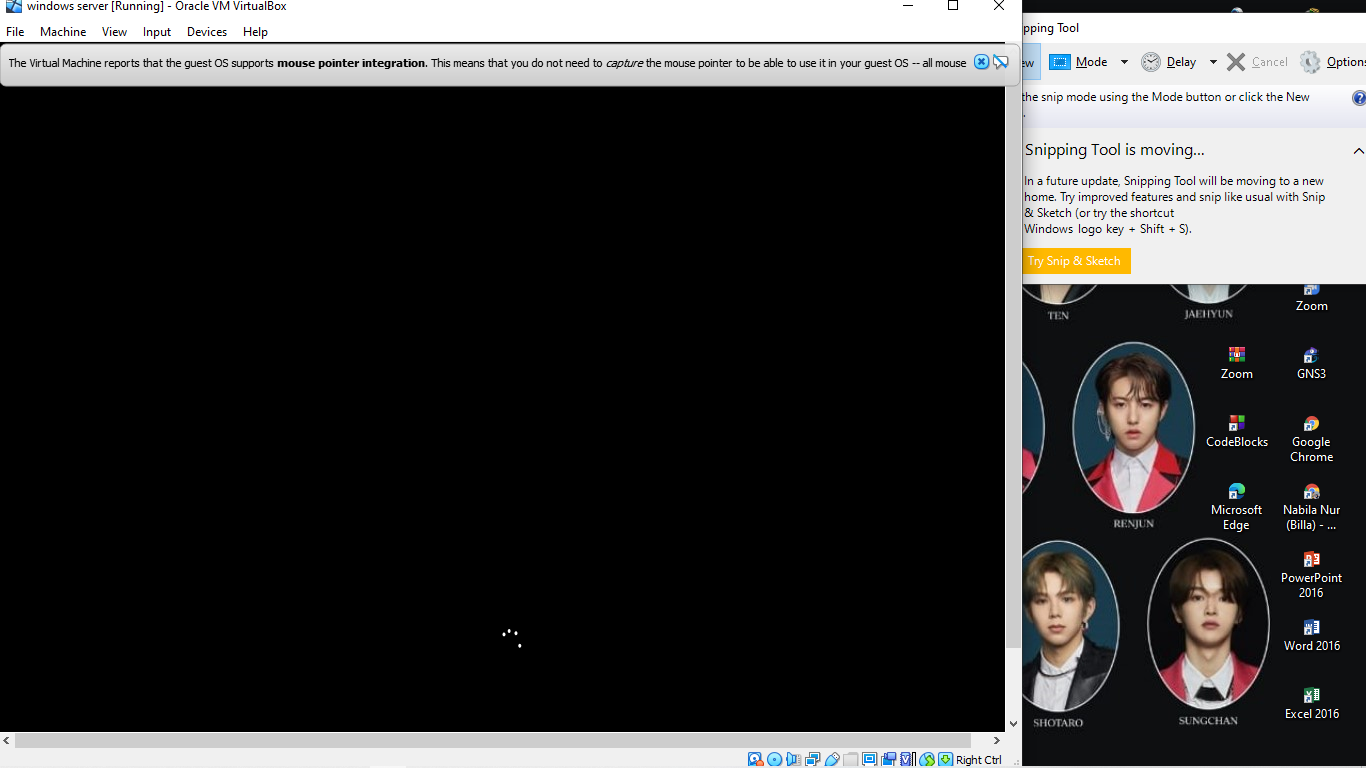 windows server [Running] - Oracle VM VirtualBox
File Machine View Input Devices Help
The Virtual Machine reports that the guest OS supports mouse pointer integration. This means that you do not need to capture the mouse pointer to be able to use it in your guest OS -- all mouse
Right Ctrl
pping Tool
ew Mode Delay Cancel Options
the snip mode using the Mode button or click the New
.
Snipping Tool is moving...
In a future update, Snipping Tool will be moving to a new
home. Try improved features and snip like usual with Snip
& Sketch (or try the shortcut
Windows logo key + Shift + S).
Try Snip & Sketch
TEN
JAEHYUN
Zoom
Zoom
GNS3
CodeBlocks
Google
Chrome
Microsoft
Edge
Nabila Nur
(Billa) - ...
RENJUN
PowerPoint
2016
Word 2016
Excel 2016
SHOTARO
SUNGCHAN